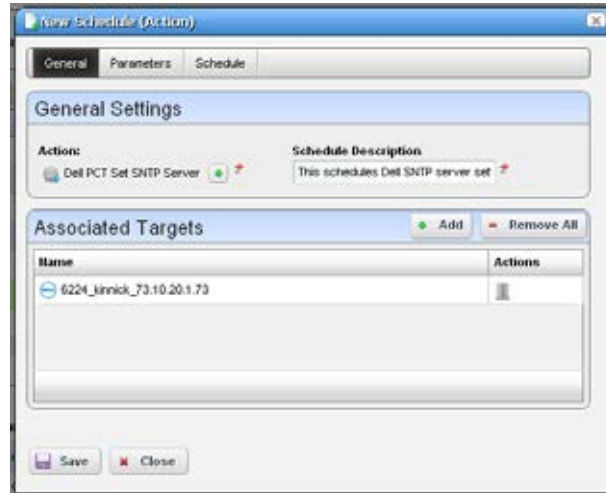 New Schedule (Action)
General Parameters Schedule
General Settings
Action: Schedule Description
Dell PCT Set SNTP Server This schedules Dell SNTP server set
Associated Targets Add Remove All
Name Actions
6224_kinnick_73:10.20.1.73
Save Close